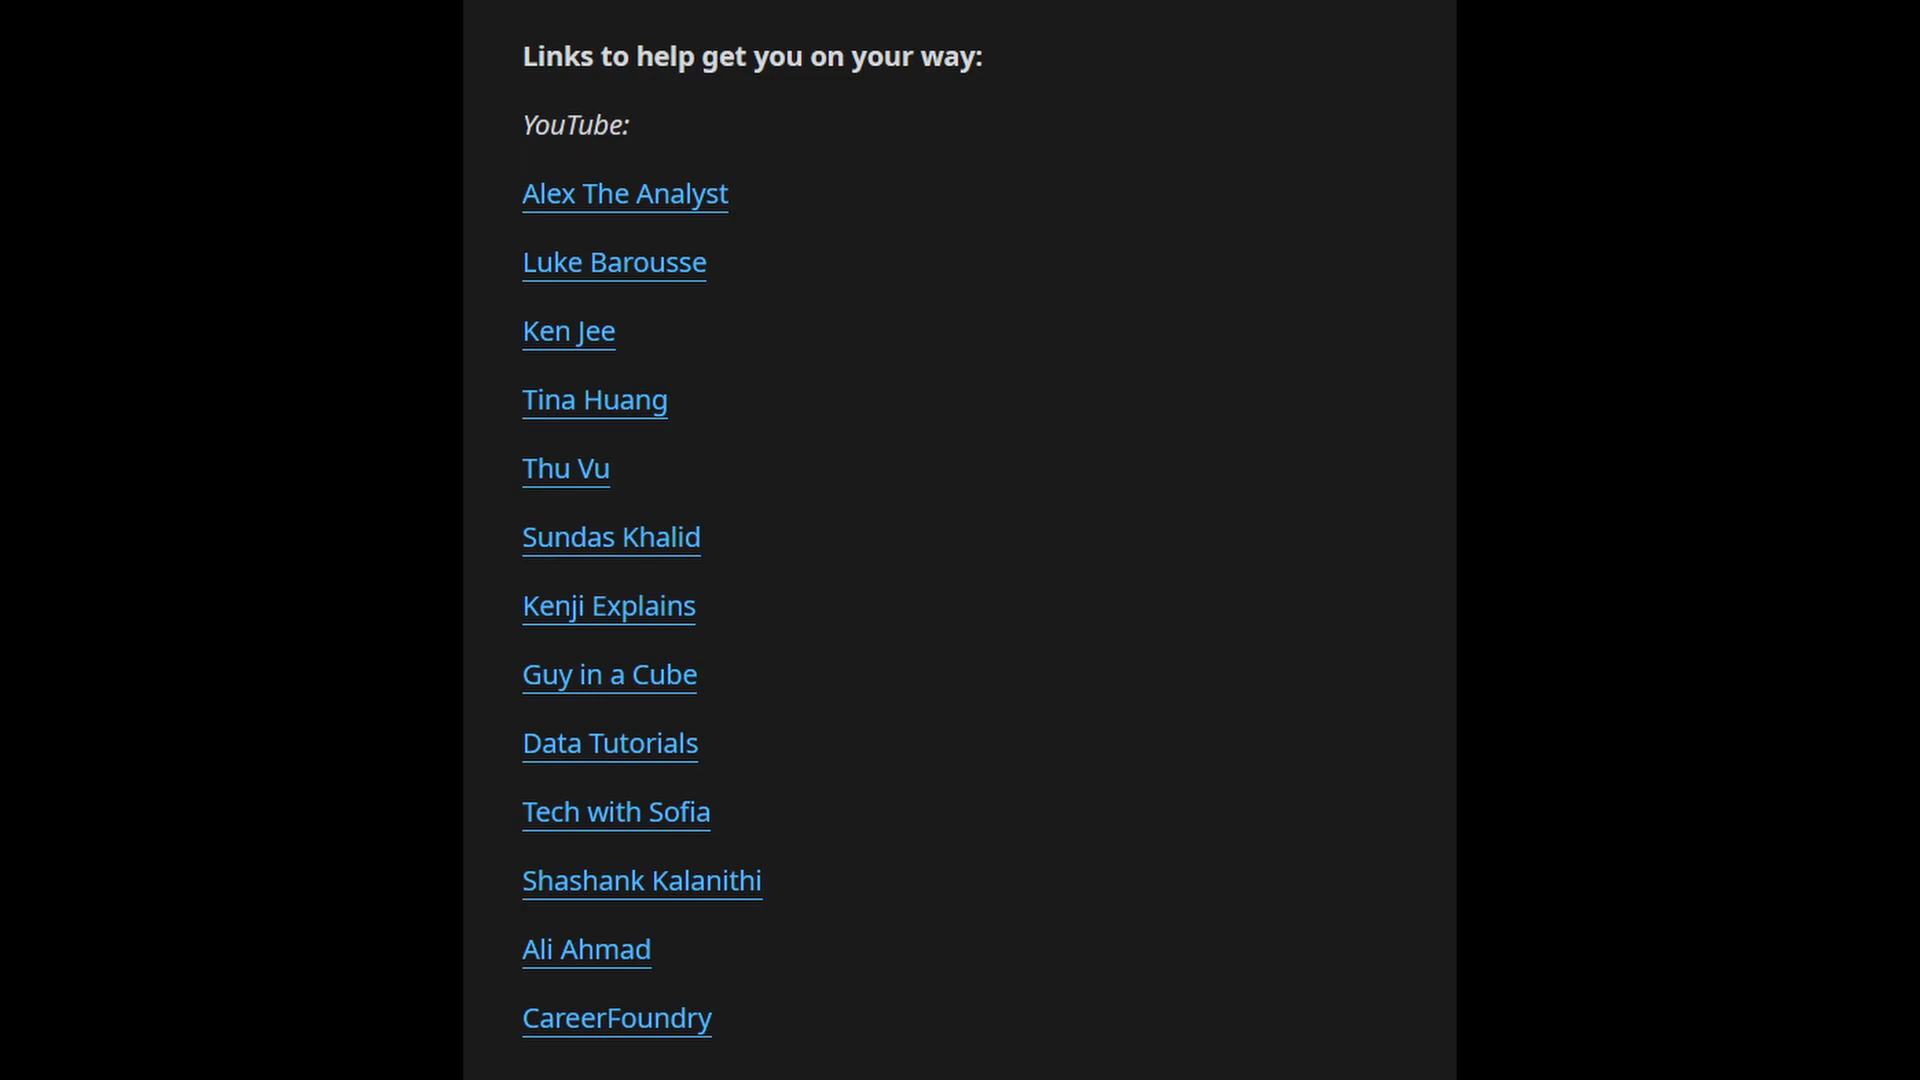 Links to help get you on your way:
YouTube:
Alex The Analyst
Luke Barousse
Ken Jee
Tina Huang
Thu Vu
Sundas Khalid
Kenji Explains
Guy in a Cube
Data Tutorials
Tech with Sofia
Shashank Kalanithi
Ali Ahmad
CareerFoundry